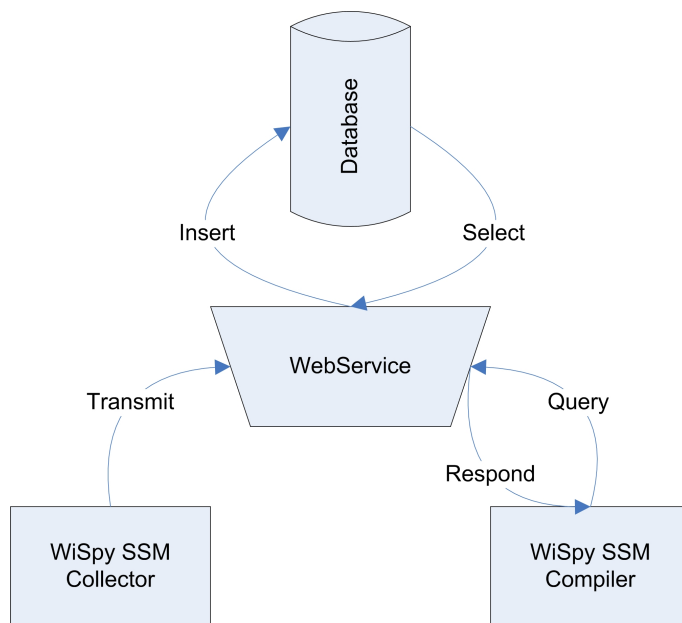 Database
Insert
Select
WebService
Transmit
Query
Respond
WiSpy SSM
Collector
WiSpy SSM
Compiler